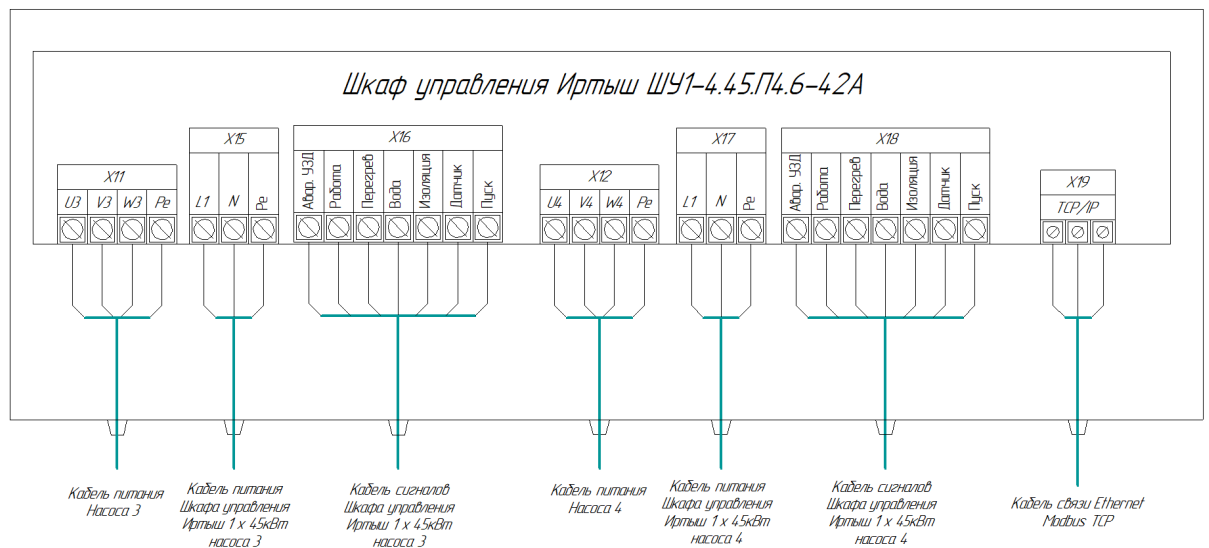 Шкаф управления Иртыш ШУ1-4.45.П4.6-42А
X11
U3 V3 W3 Pe
X15
L1 N Pe
X16
Авар. УЗД Работа Перегрев Вода Изоляция Датчик Пуск
X12
U4 V4 W4 Pe
X17
L1 N Pe
X18
Авар. УЗД Работа Перегрев Вода Изоляция Датчик Пуск
X19
TCP/IP
Кабель питания
Насоса 3
Кабель питания
Шкафа управления
Иртыш 1 x 45кВт
насоса 3
Кабель сигналов
Шкафа управления
Иртыш 1 x 45кВт
насоса 3
Кабель питания
Насоса 4
Кабель питания
Шкафа управления
Иртыш 1 x 45кВт
насоса 4
Кабель сигналов
Шкафа управления
Иртыш 1 x 45кВт
насоса 4
Кабель связи Ethernet
Modbus TCP